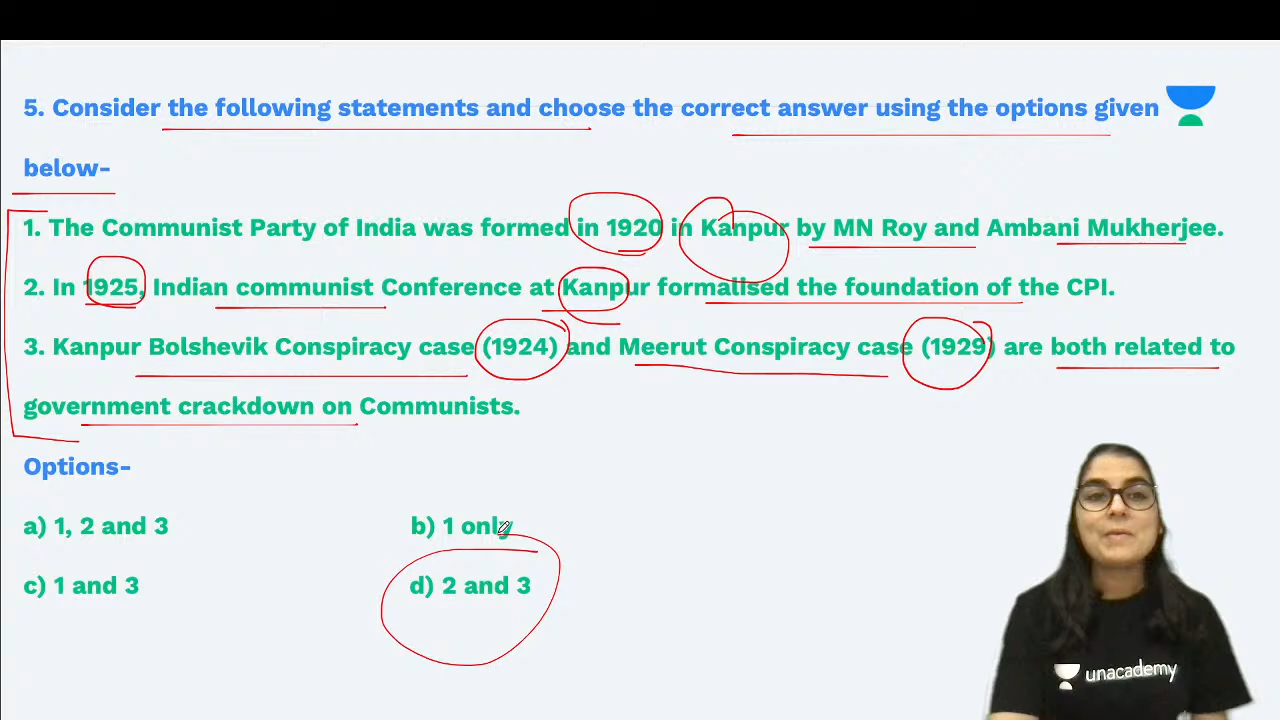 5. Consider the following statements and choose the correct answer using the options given
below-
1. The Communist Party of India was formed in 1920 in Kanpur by MN Roy and Ambani Mukherjee.
2. In 1925, Indian communist Conference at Kanpur formalised the foundation of the CPI.
3. Kanpur Bolshevik Conspiracy case (1924) and Meerut Conspiracy case (1929) are both related to
government crackdown on Communists.
Options-
a) 1, 2 and 3
b) 1 only
c) 1 and 3
d) 2 and 3
unacademy